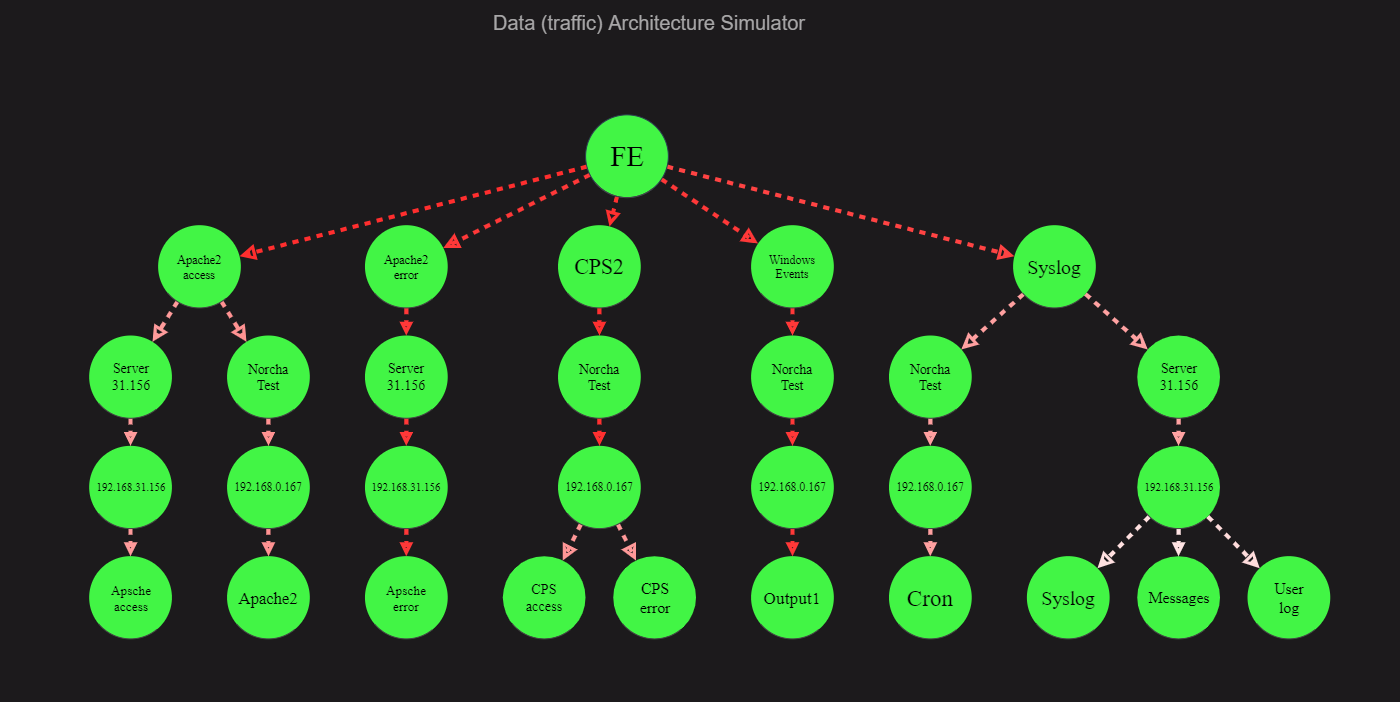 Data (traffic) Architecture Simulator
FE
Apache2
access
Apache2
error
CPS2
Windows
Events
Syslog
Server
31.156
Norcha
Test
Server
31.156
Norcha
Test
Norcha
Test
Norcha
Test
Server
31.156
192.168.31.156
192.168.0.167
192.168.31.156
192.168.0.167
192.168.0.167
192.168.0.167
192.168.31.156
Apsche
access
Apache2
Apsche
error
CPS
access
CPS
error
Output1
Cron
Syslog
Messages
User
log